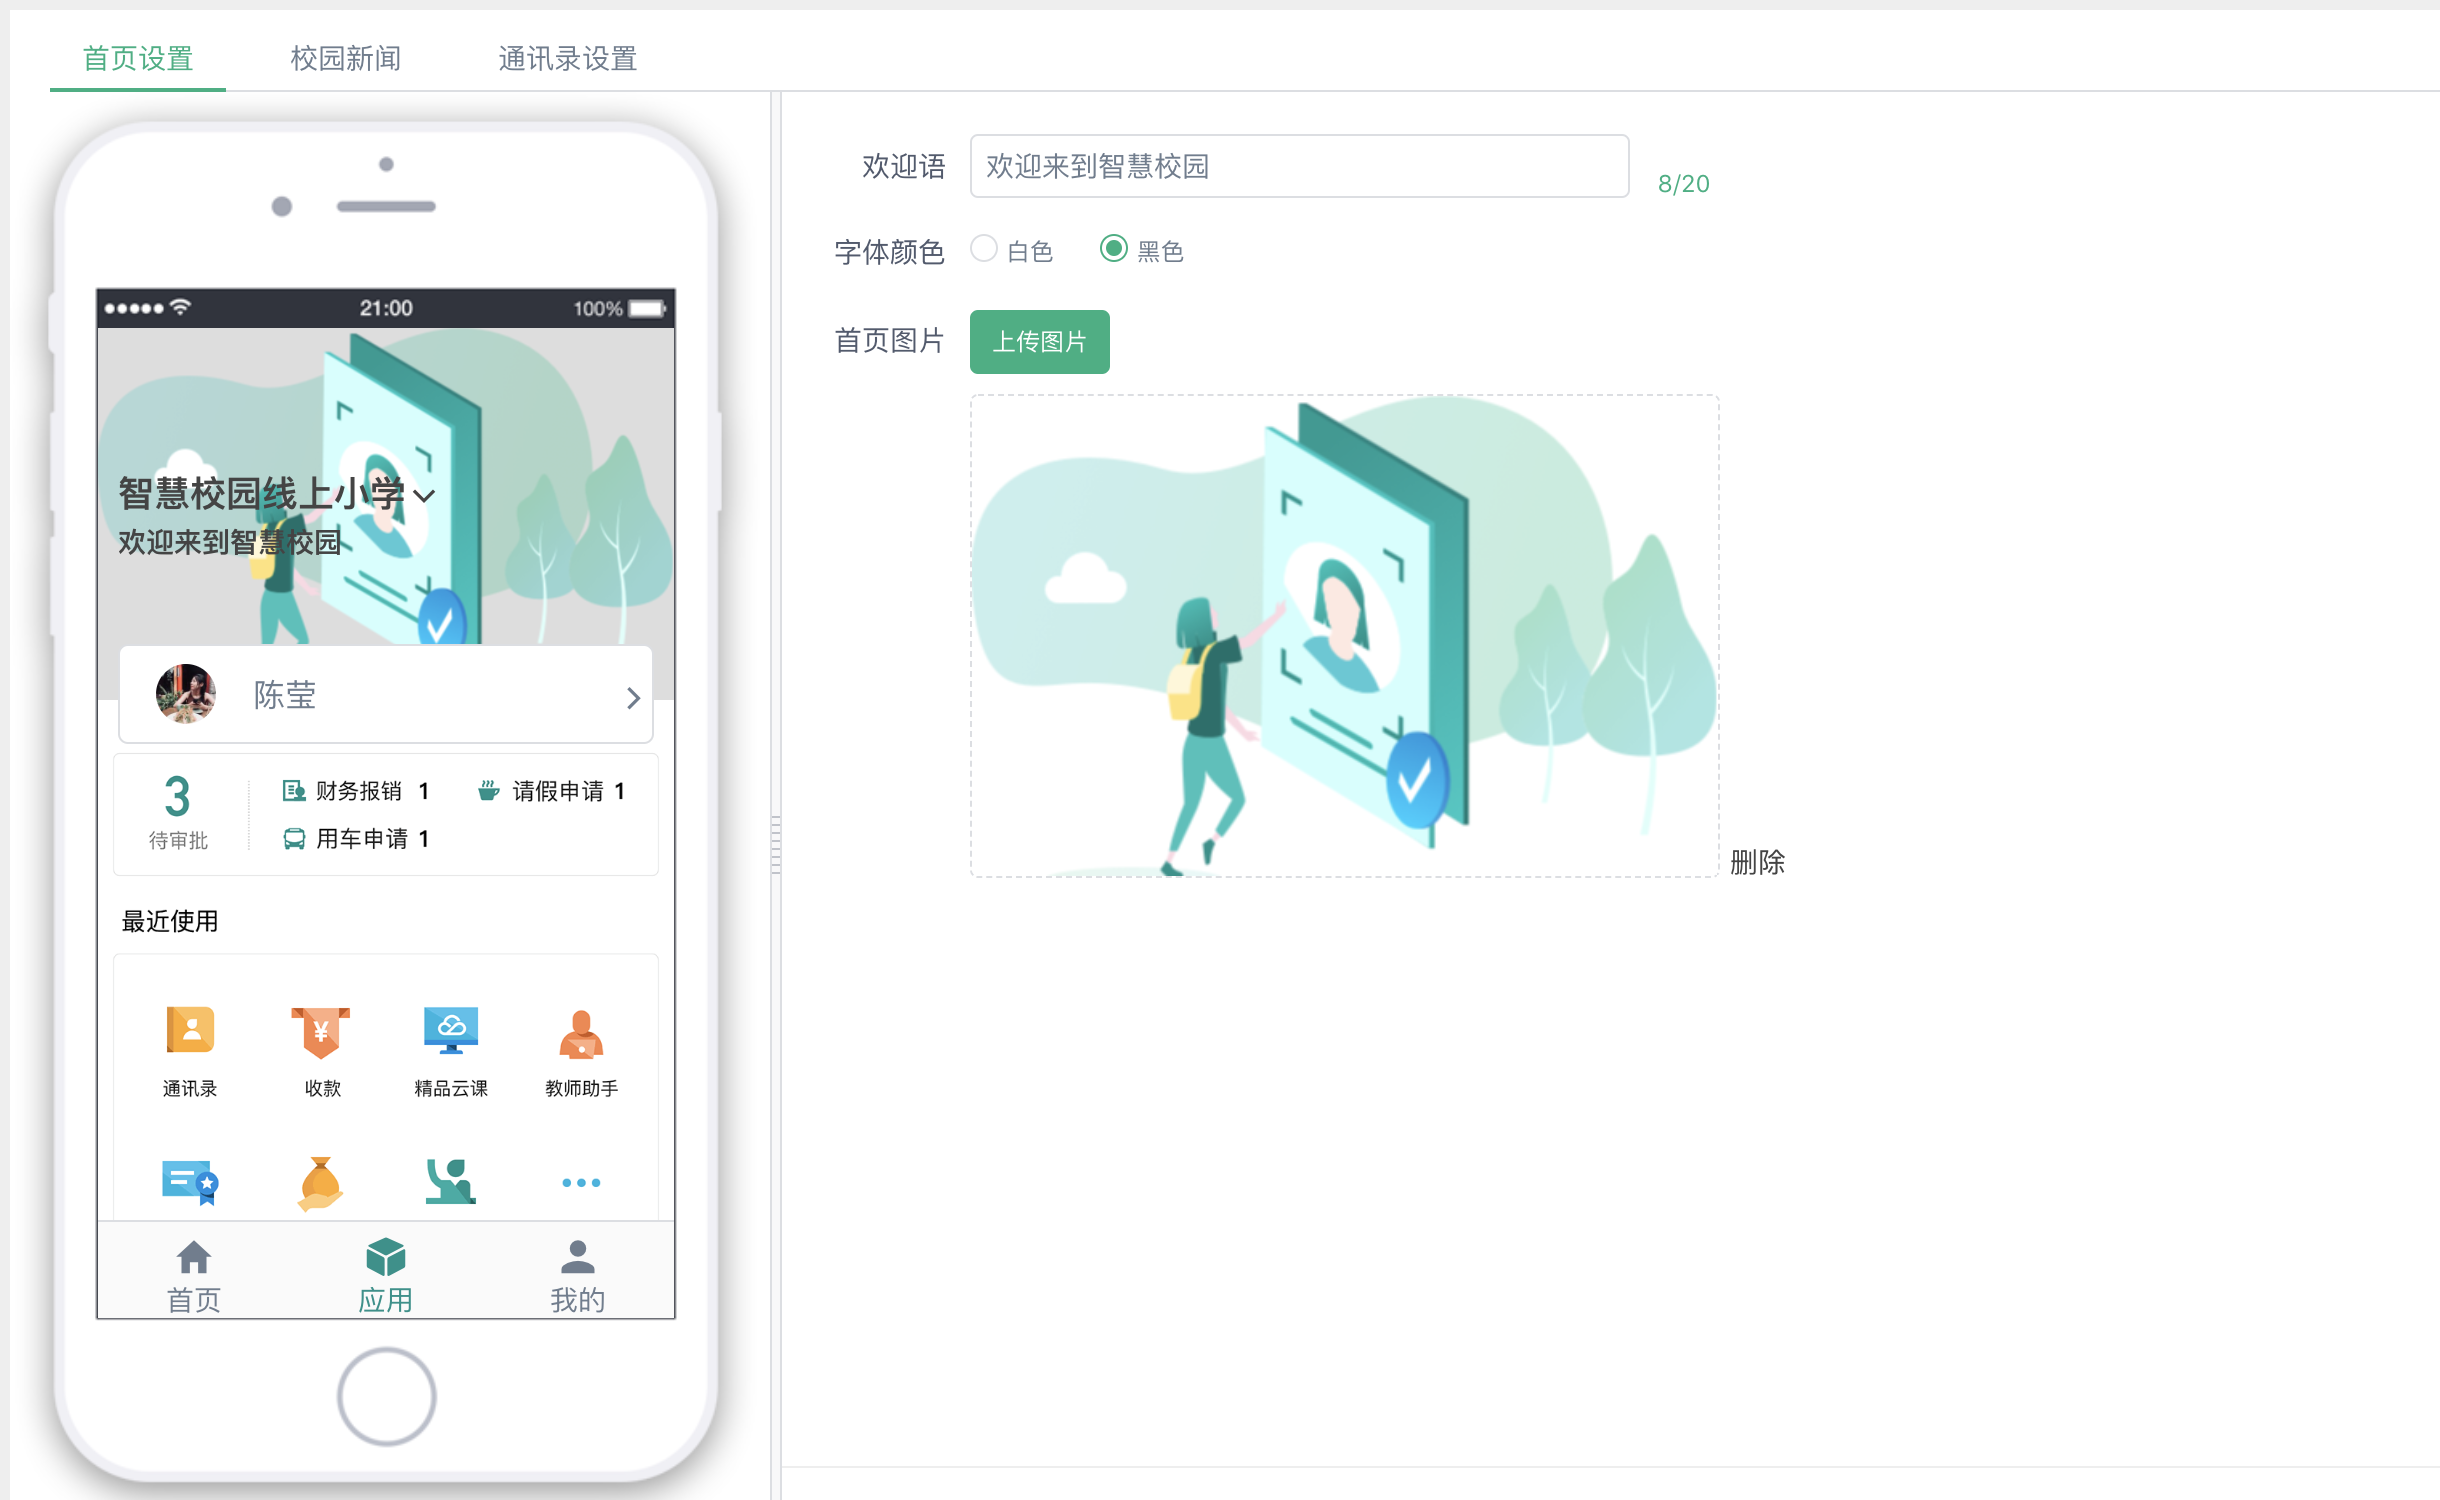 首页设置 校园新闻 通讯录设置
21:00 100%
智慧校园线上小学
欢迎来到智慧校园
陈莹
3
待审批
财务报销 1 请假申请 1
用车申请 1
最近使用
通讯录 收款 精品云课 教师助手
首页 应用 我的
欢迎语 欢迎来到智慧校园 8/20
字体颜色 白色 黑色
首页图片 上传图片
删除